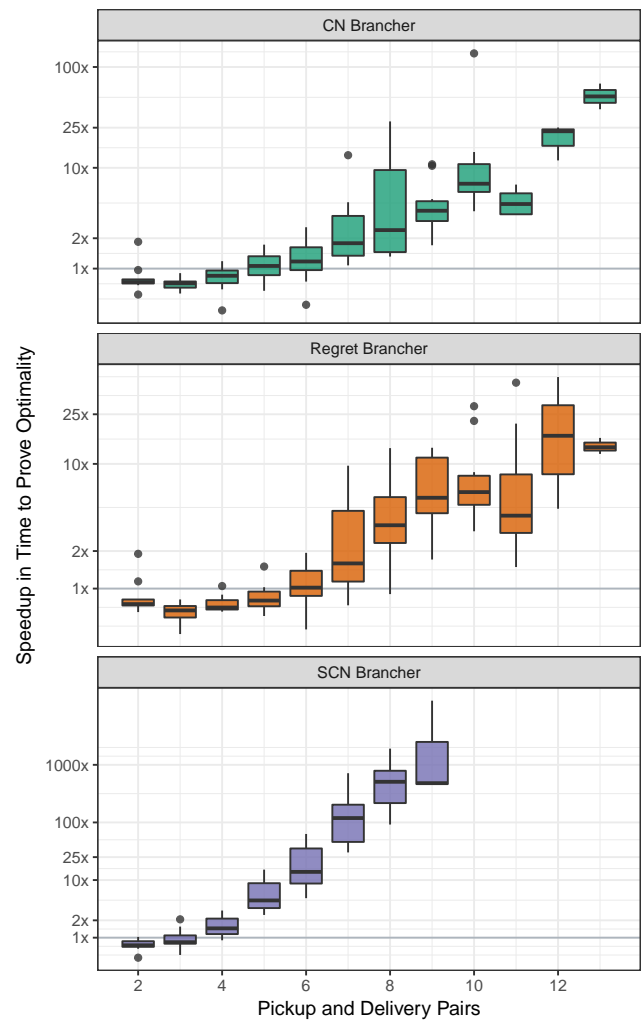 CN Brancher
100x
25x
10x
2x
1x
Regret Brancher
25x
10x
2x
1x
Speedup in Time to Prove Optimality
SCN Brancher
1000x
100x
25x
10x
2x
1x
2 4 6 8 10 12
Pickup and Delivery Pairs